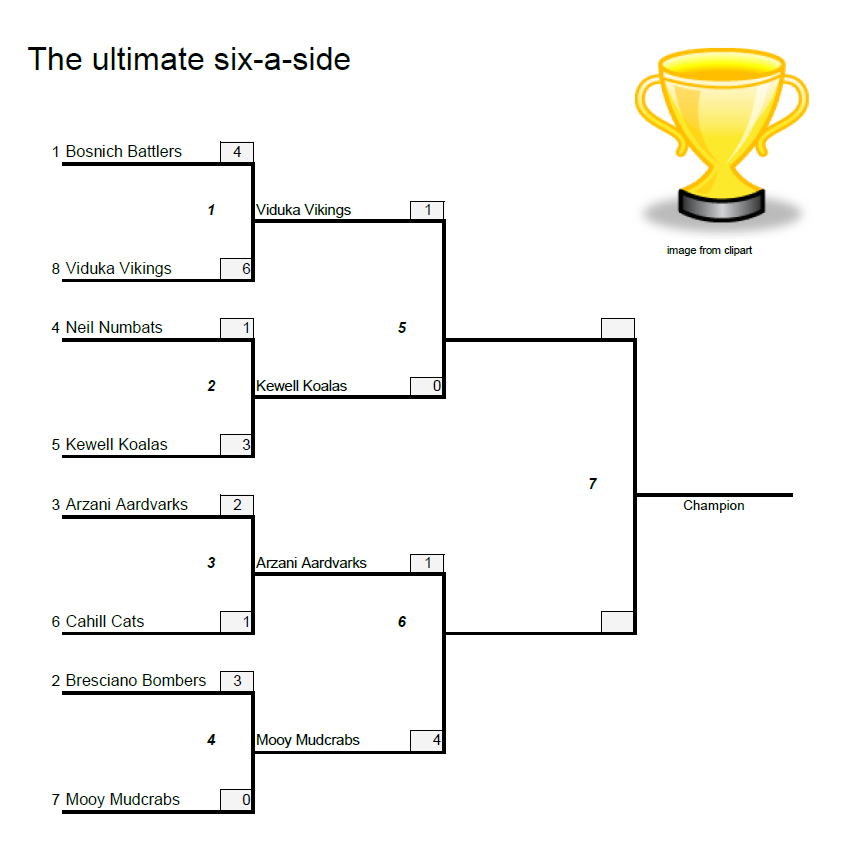 The ultimate six-a-side
image from clipart
1 Bosnich Battlers 4
1
Viduka Vikings 1
8 Viduka Vikings 6
4 Neil Numbats 1
5
2
Kewell Koalas 0
5 Kewell Koalas 3
7
3 Arzani Aardvarks 2
Champion
3
Arzani Aardvarks 1
6 Cahill Cats 1
6
2 Bresciano Bombers 3
4
Mooy Mudcrabs 4
7 Mooy Mudcrabs 0